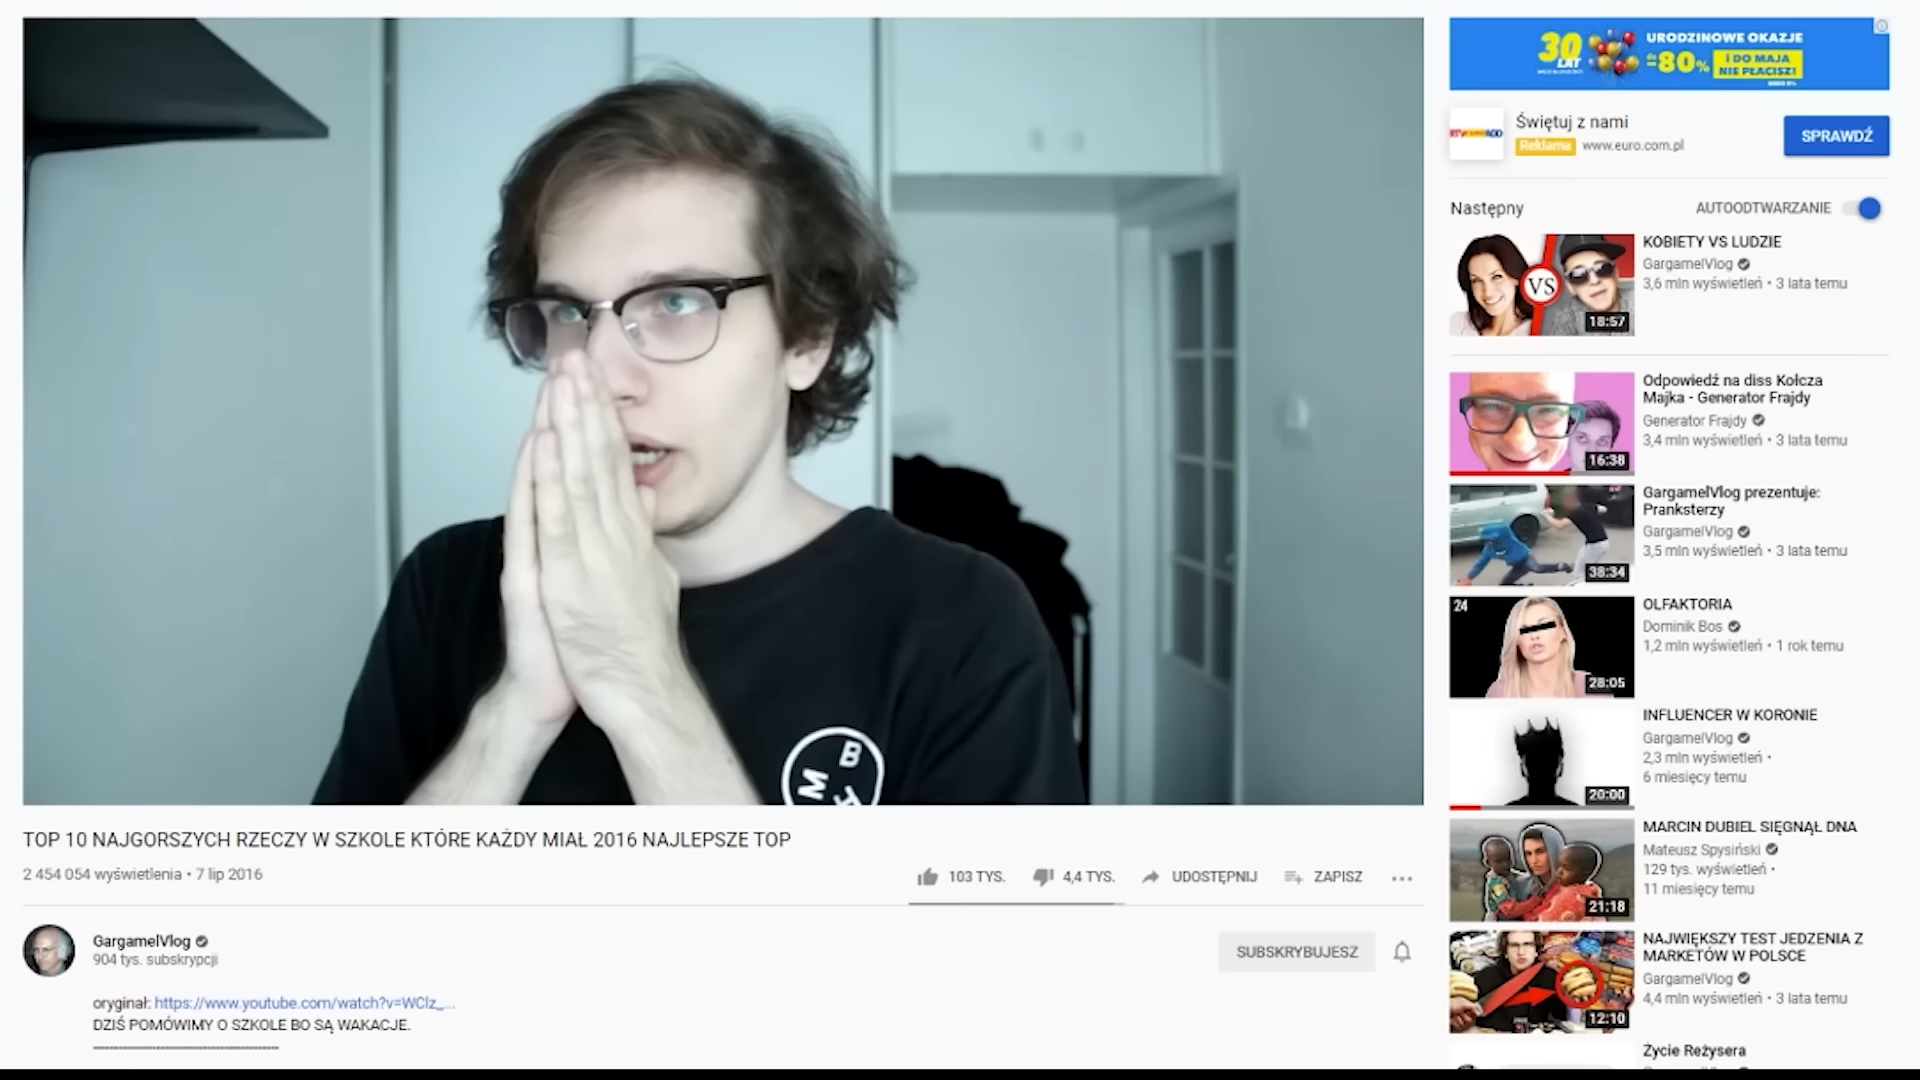 30
LAT
URODZINOWE OKAZJE
do -80%
I DO MAJA
NIE PŁACISZ!
Świętuj z nami
Reklama www.euro.com.pl
SPRAWDŹ
Następny
AUTOODTWARZANIE
VS
18:57
KOBIETY VS LUDZIE
GargamelVlog
3,6 mln wyświetleń • 3 lata temu
16:38
Odpowiedź na diss Kołcza
Majka - Generator Frajdy
Generator Frajdy
3,4 mln wyświetleń • 3 lata temu
38:34
GargamelVlog prezentuje:
Pranksterzy
GargamelVlog
3,5 mln wyświetleń • 3 lata temu
24
28:05
OLFAKTORIA
Dominik Bos
1,2 mln wyświetleń • 1 rok temu
20:00
INFLUENCER W KORONIE
GargamelVlog
2,3 mln wyświetleń •
6 miesięcy temu
21:18
MARCIN DUBIEL SIĘGNĄŁ DNA
Mateusz Spysiński
129 tys. wyświetleń •
11 miesięcy temu
12:10
NAJWIĘKSZY TEST JEDZENIA Z
MARKETÓW W POLSCE
GargamelVlog
4,4 mln wyświetleń • 3 lata temu
Życie Reżysera
B
M
TOP 10 NAJGORSZYCH RZECZY W SZKOLE KTÓRE KAŻDY MIAŁ 2016 NAJLEPSZE TOP
2 454 054 wyświetlenia • 7 lip 2016
103 TYS.
4,4 TYS.
UDOSTĘPNIJ
ZAPISZ
GargamelVlog
904 tys. subskrypcji
SUBSKRYBUJESZ
oryginał: https://www.youtube.com/watch?v=WClz_...
DZIŚ POMÓWIMY O SZKOLE BO SĄ WAKACJE.